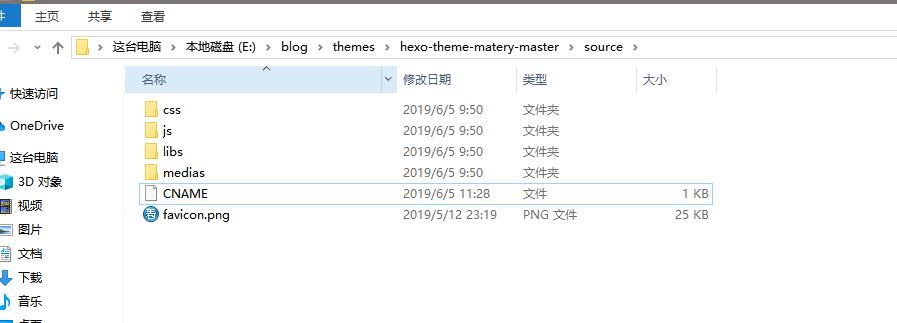 件 主页 共享 查看
这台电脑 › 本地磁盘 (E:) › blog › themes › hexo-theme-matery-master › source ›
名称 修改日期 类型 大小
快速访问
css 2019/6/5 9:50 文件夹
OneDrive
js 2019/6/5 9:50 文件夹
libs 2019/6/5 9:50 文件夹
这台电脑
medias 2019/6/5 9:50 文件夹
3D 对象
CNAME 2019/6/5 11:28 文件 1 KB
视频
favicon.png 2019/5/12 23:19 PNG 文件 25 KB
图片
文档
下载
音乐